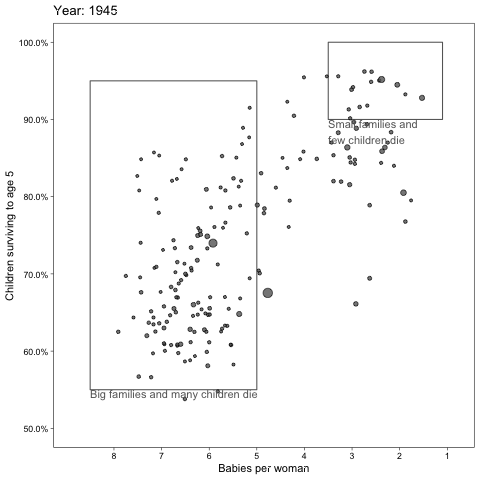 Year: 1945
100.0%
90.0%
80.0%
70.0%
60.0%
50.0%
Children surviving to age 5
Small families and
few children die
Big families and many children die
8 7 6 5 4 3 2 1
Babies per woman